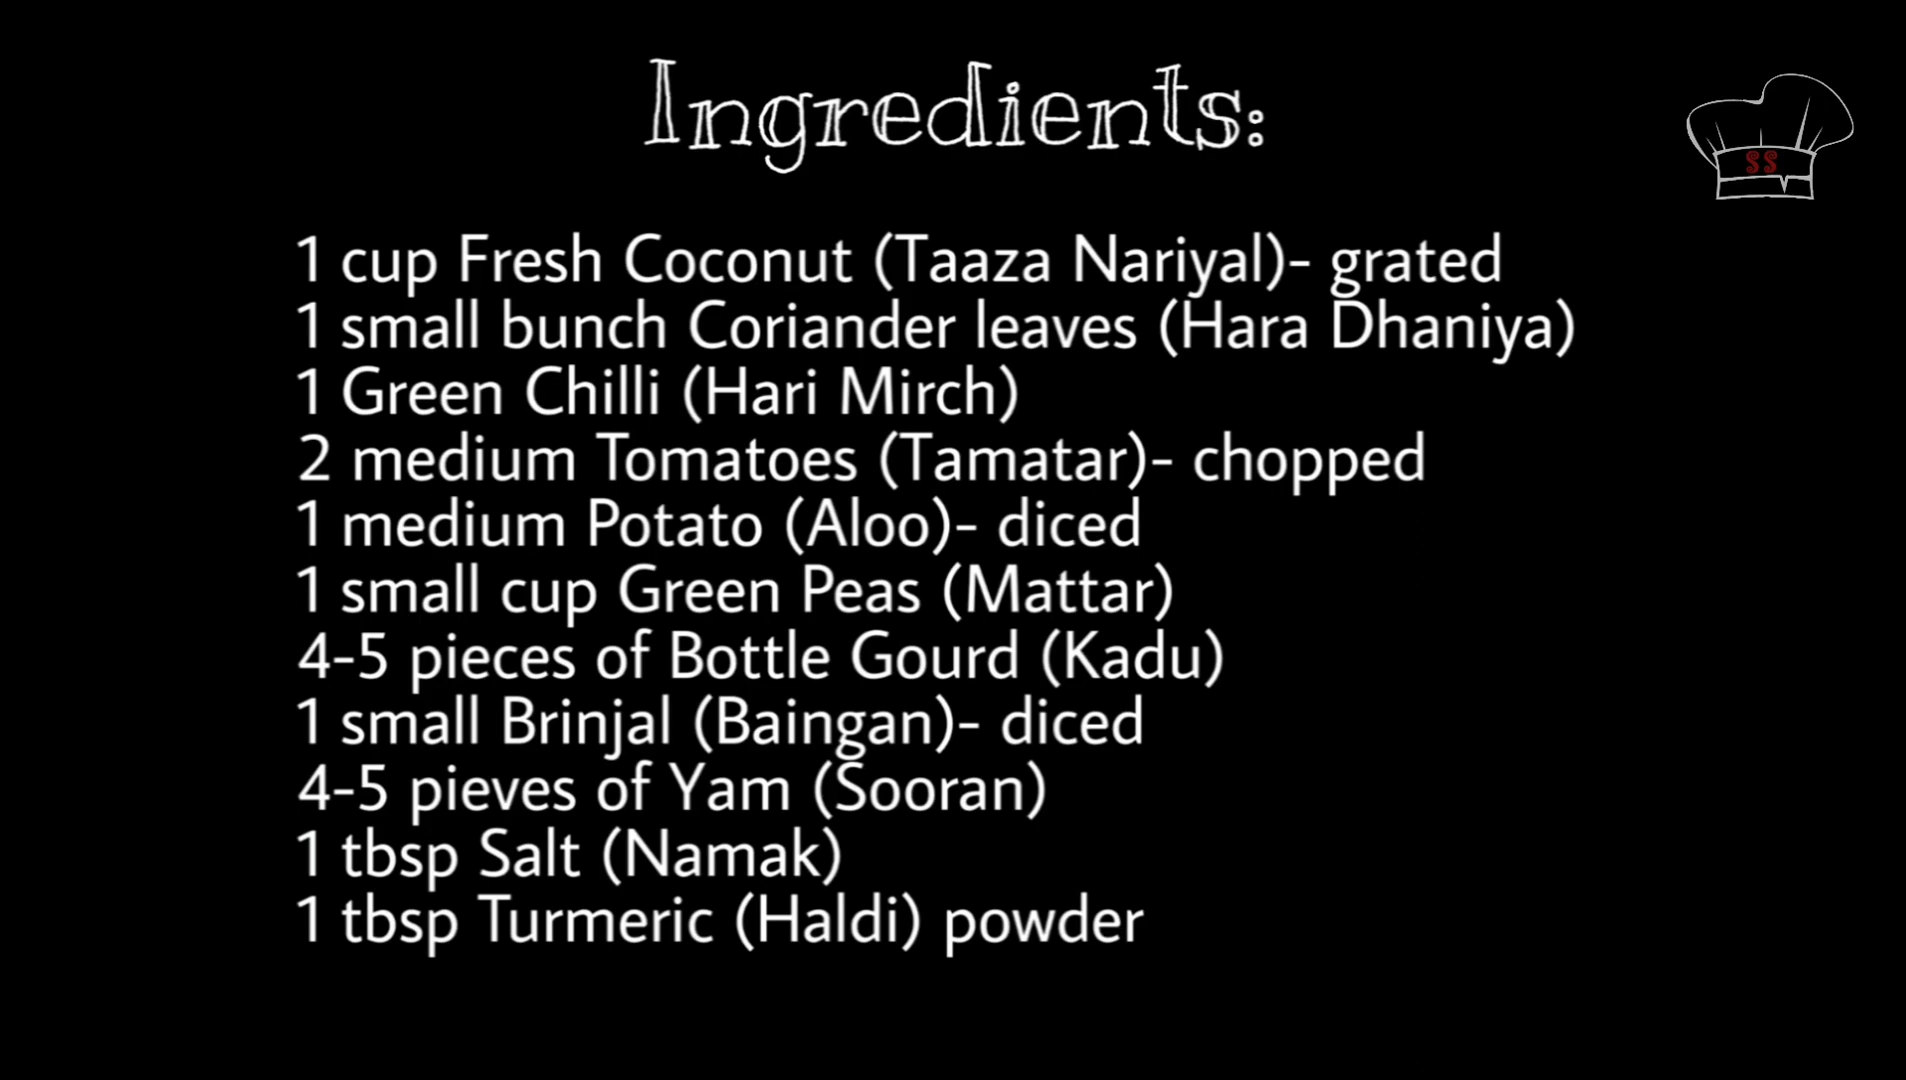 Ingredients:
SS
1 cup Fresh Coconut (Taaza Nariyal)- grated
1 small bunch Coriander leaves (Hara Dhaniya)
1 Green Chilli (Hari Mirch)
2 medium Tomatoes (Tamatar)- chopped
1 medium Potato (Aloo)- diced
1 small cup Green Peas (Mattar)
4-5 pieces of Bottle Gourd (Kadu)
1 small Brinjal (Baingan)- diced
4-5 pieves of Yam (Sooran)
1 tbsp Salt (Namak)
1 tbsp Turmeric (Haldi) powder